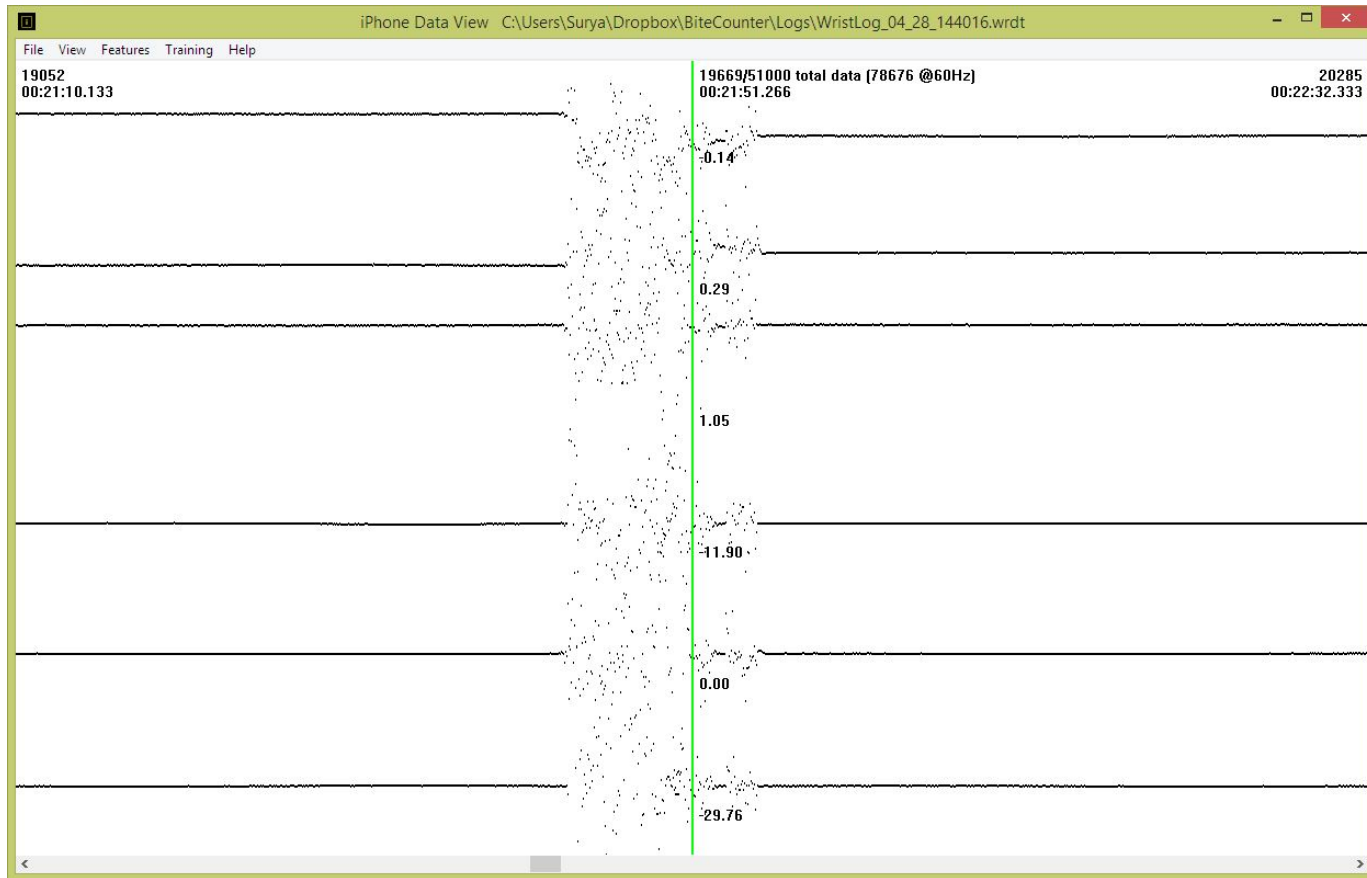 iPhone Data View C:\Users\Surya\Dropbox\BiteCounter\Logs\WristLog_04_28_144016.wrdt
File View Features Training Help
19052 19669/51000 total data (78676 @60Hz) 20285
00:21:10.133 00:21:51.266 00:22:32.333
-0.14
0.29
1.05
-11.90
0.00
-29.76